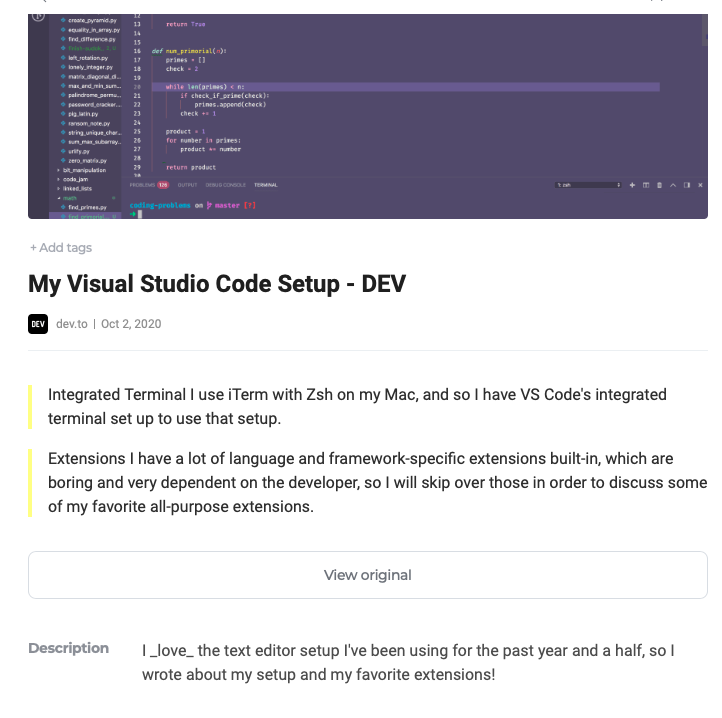 create_pyramid.py
equality_in_array.py
find_difference.py
left_rotation.py
lonely_integer.py
matrix_diagonal_di...
max_and_min_sum...
palindrome_permu...
password_cracker....
pig_latin.py
ransom_note.py
string_unique_char...
sum_max_subarray...
urlify.py
zero_matrix.py
bit_manipulation
code_jam
linked_lists
math
find_primes.py
find_primorial...
12
13 return True
14
15
16 def num_primorial(n):
17 primes = []
18 check = 2
19
20 while len(primes) < n:
21 if check_if_prime(check):
22 primes.append(check)
23 check += 1
24
25 product = 1
26 for number in primes:
27 product *= number
28
29 return product
30
PROBLEMS 126 OUTPUT DEBUG CONSOLE TERMINAL 1: zsh
coding-problems on master [?]
+ Add tags
My Visual Studio Code Setup - DEV
DEV dev.to | Oct 2, 2020
Integrated Terminal I use iTerm with Zsh on my Mac, and so I have VS Code's integrated
terminal set up to use that setup.
Extensions I have a lot of language and framework-specific extensions built-in, which are
boring and very dependent on the developer, so I will skip over those in order to discuss some
of my favorite all-purpose extensions.
View original
Description I _love_ the text editor setup I've been using for the past year and a half, so I
wrote about my setup and my favorite extensions!